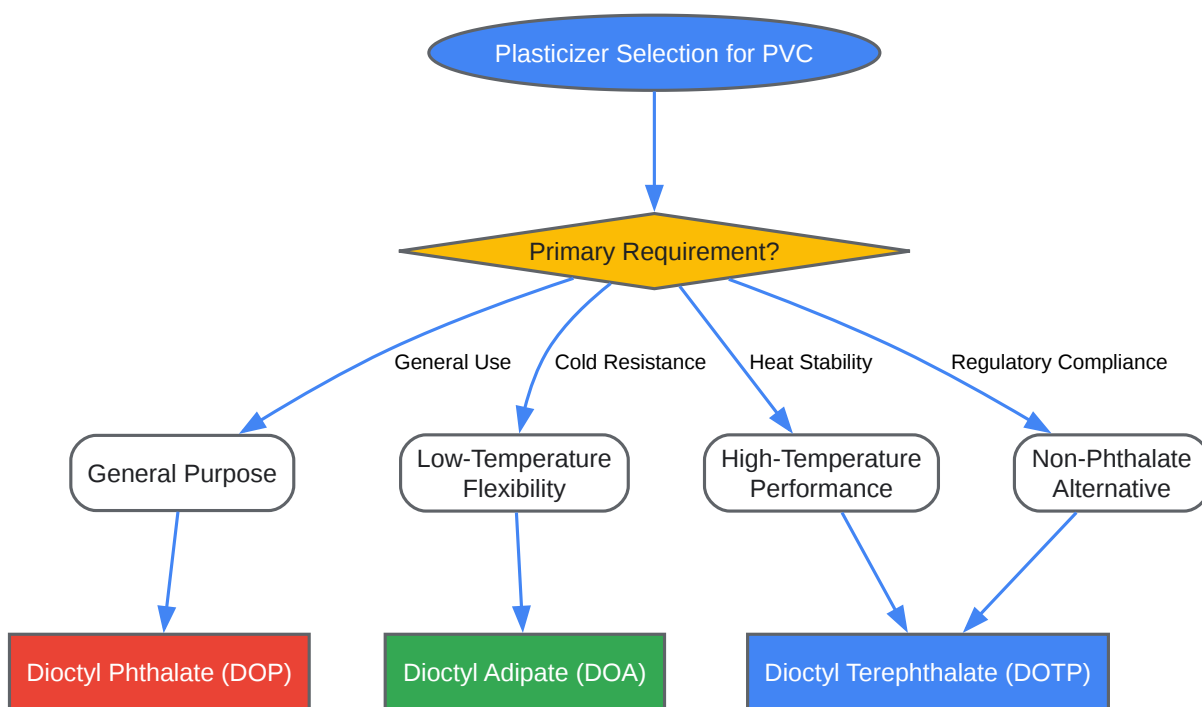 Plasticizer Selection for PVC
Primary Requirement?
General Use
Cold Resistance
Heat Stability
Regulatory Compliance
General Purpose
Low-Temperature
Flexibility
High-Temperature
Performance
Non-Phthalate
Alternative
Dioctyl Phthalate (DOP)
Dioctyl Adipate (DOA)
Dioctyl Terephthalate (DOTP)